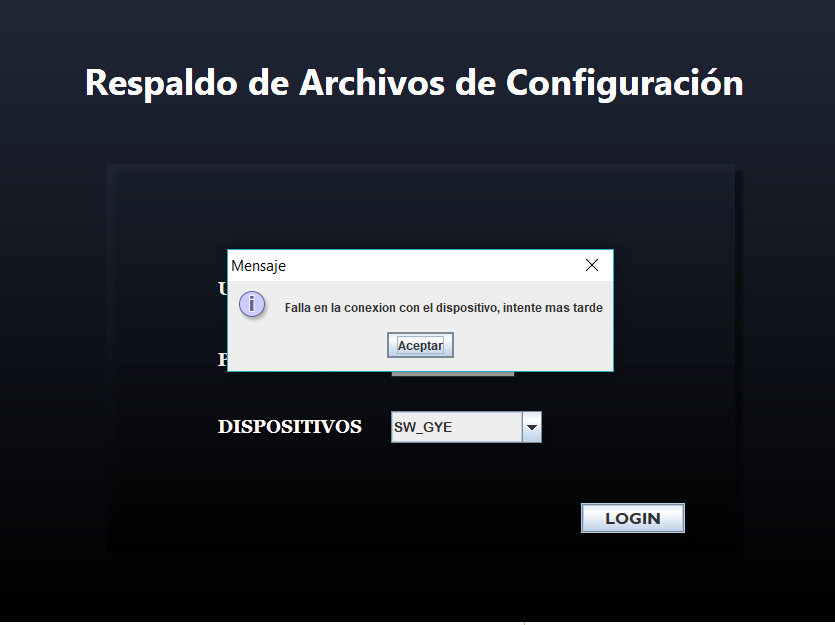 Respaldo de Archivos de Configuración
Mensaje
Falla en la conexion con el dispositivo, intente mas tarde
Aceptar
DISPOSITIVOS
SW_GYE
LOGIN